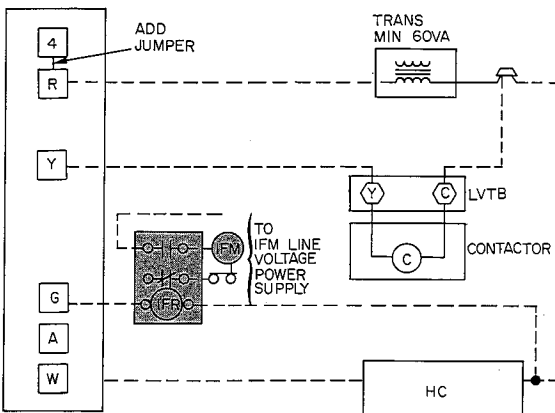 4
ADD
JUMPER
R
TRANS
MIN 60VA
Y
Y
C
LVTB
C
CONTACTOR
IFM
TO
IFM LINE
VOLTAGE
POWER
SUPPLY
G
IFR
A
W
HC